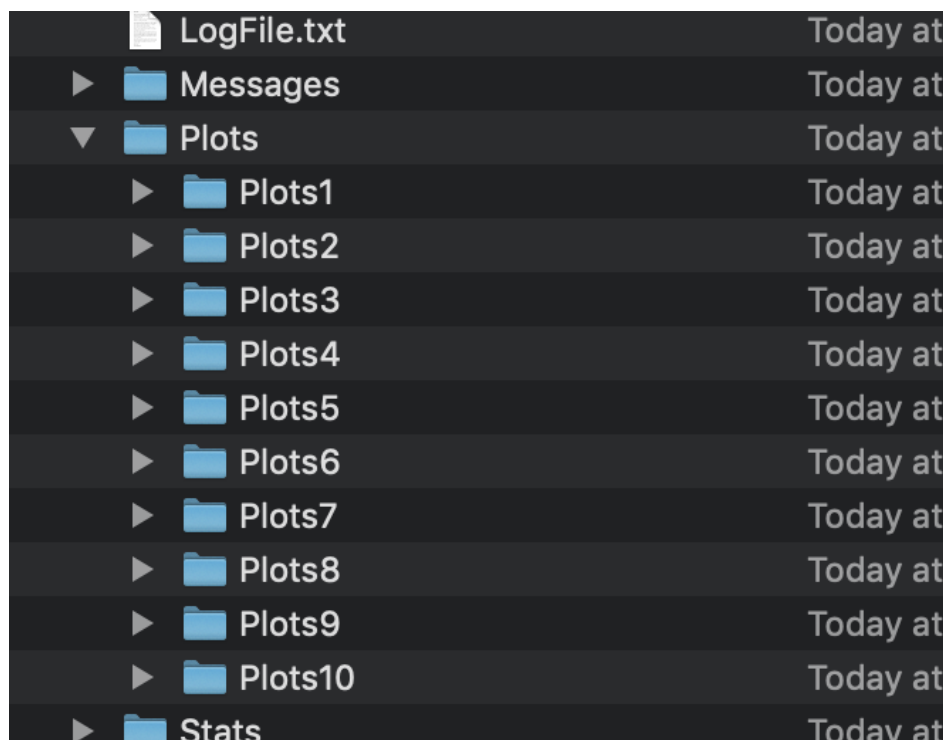 LogFile.txt Today at
Messages Today at
Plots Today at
Plots1 Today at
Plots2 Today at
Plots3 Today at
Plots4 Today at
Plots5 Today at
Plots6 Today at
Plots7 Today at
Plots8 Today at
Plots9 Today at
Plots10 Today at
Stats Today at